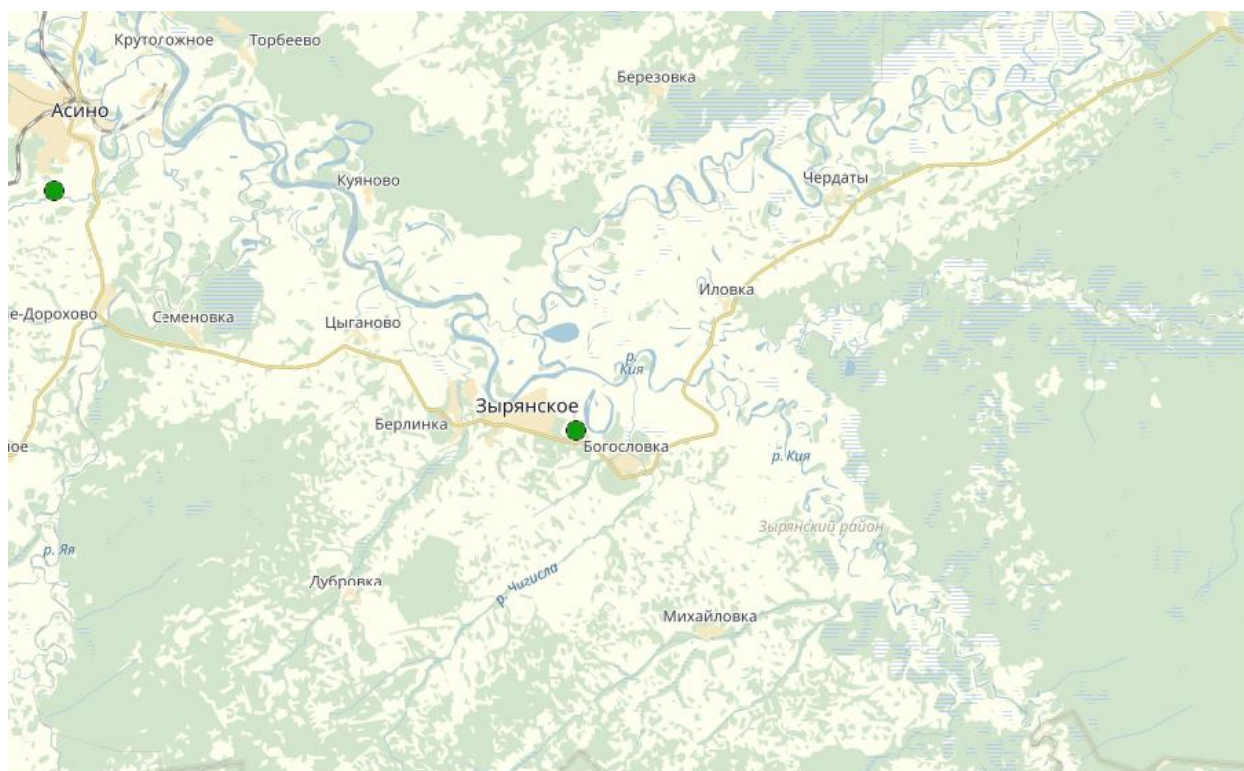 Крутогожное
Торбеево
Березовка
Асино
Куяново
Чердаты
Иловка
е-Дорохово
Семеновка
Цыганово
р.
Кия
Зырянское
Берлинка
Богословка
ое
р. Кия
Зырянский район
р. Яя
Дубровка
р. Чигисла
Михайловка